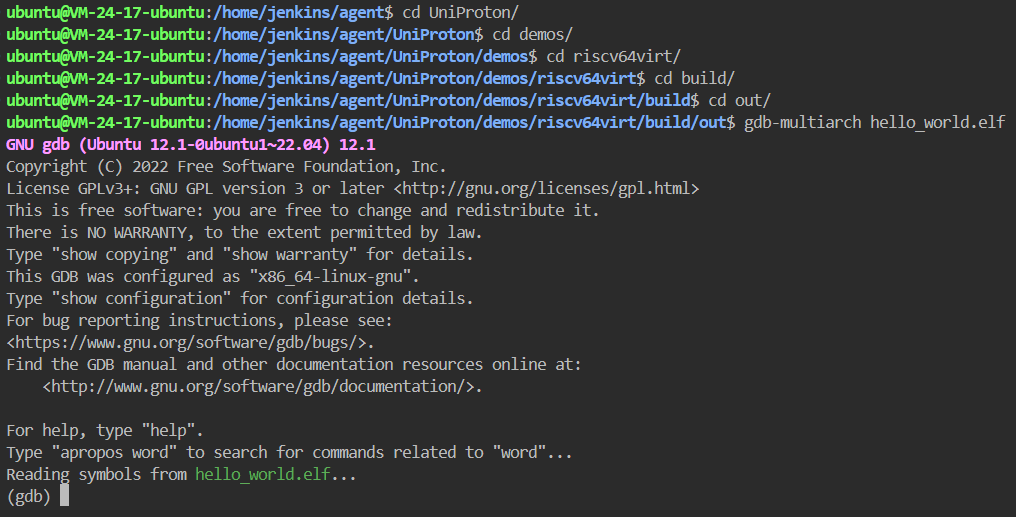 ubuntu@VM-24-17-ubuntu:/home/jenkins/agent$ cd UniProton/
ubuntu@VM-24-17-ubuntu:/home/jenkins/agent/UniProton$ cd demos/
ubuntu@VM-24-17-ubuntu:/home/jenkins/agent/UniProton/demos$ cd riscv64virt/
ubuntu@VM-24-17-ubuntu:/home/jenkins/agent/UniProton/demos/riscv64virt$ cd build/
ubuntu@VM-24-17-ubuntu:/home/jenkins/agent/UniProton/demos/riscv64virt/build$ cd out/
ubuntu@VM-24-17-ubuntu:/home/jenkins/agent/UniProton/demos/riscv64virt/build/out$ gdb-multiarch hello_world.elf
GNU gdb (Ubuntu 12.1-0ubuntu1~22.04) 12.1
Copyright (C) 2022 Free Software Foundation, Inc.
License GPLv3+: GNU GPL version 3 or later <http://gnu.org/licenses/gpl.html>
This is free software: you are free to change and redistribute it.
There is NO WARRANTY, to the extent permitted by law.
Type "show copying" and "show warranty" for details.
This GDB was configured as "x86_64-linux-gnu".
Type "show configuration" for configuration details.
For bug reporting instructions, please see:
<https://www.gnu.org/software/gdb/bugs/>.
Find the GDB manual and other documentation resources online at:
    <http://www.gnu.org/software/gdb/documentation/>.

For help, type "help".
Type "apropos word" to search for commands related to "word"...
Reading symbols from hello_world.elf...
(gdb)